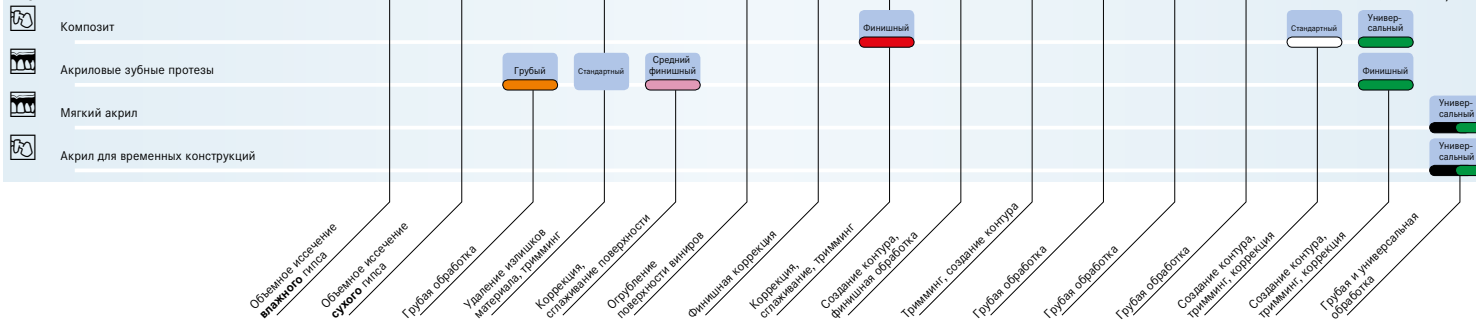 Композит
Финишный
Стандартный
Универ-
сальный
Акриловые зубные протезы
Грубый
Стандартный
Средний
финишный
Финишный
Мягкий акрил
Универ-
сальный
Акрил для временных конструкций
Универ-
сальный
Объемное иссечение
влажного гипса
Объемное иссечение
сухого гипса
Грубая обработка
Удаление излишков
материала, тримминг
Коррекция,
сглаживание поверхности
Огрубление
поверхности виниров
Финишная коррекция
Коррекция,
сглаживание, тримминг
Создание контура,
финишная обработка
Тримминг, создание контура
Грубая обработка
Грубая обработка
Грубая обработка
Создание контура,
тримминг, коррекция
Создание контура,
тримминг, коррекция
Грубая и универсальная
обработка